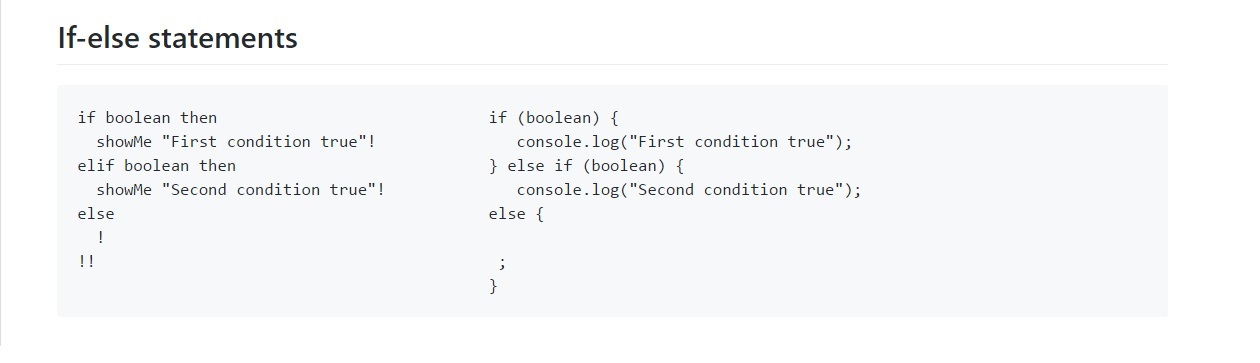 If-else statements
if boolean then                              if (boolean) {
  showMe "First condition true"!                console.log("First condition true");
elif boolean then                            } else if (boolean) {
  showMe "Second condition true"!               console.log("Second condition true");
else                                         else {
  !
!!                                            ;
                                             }